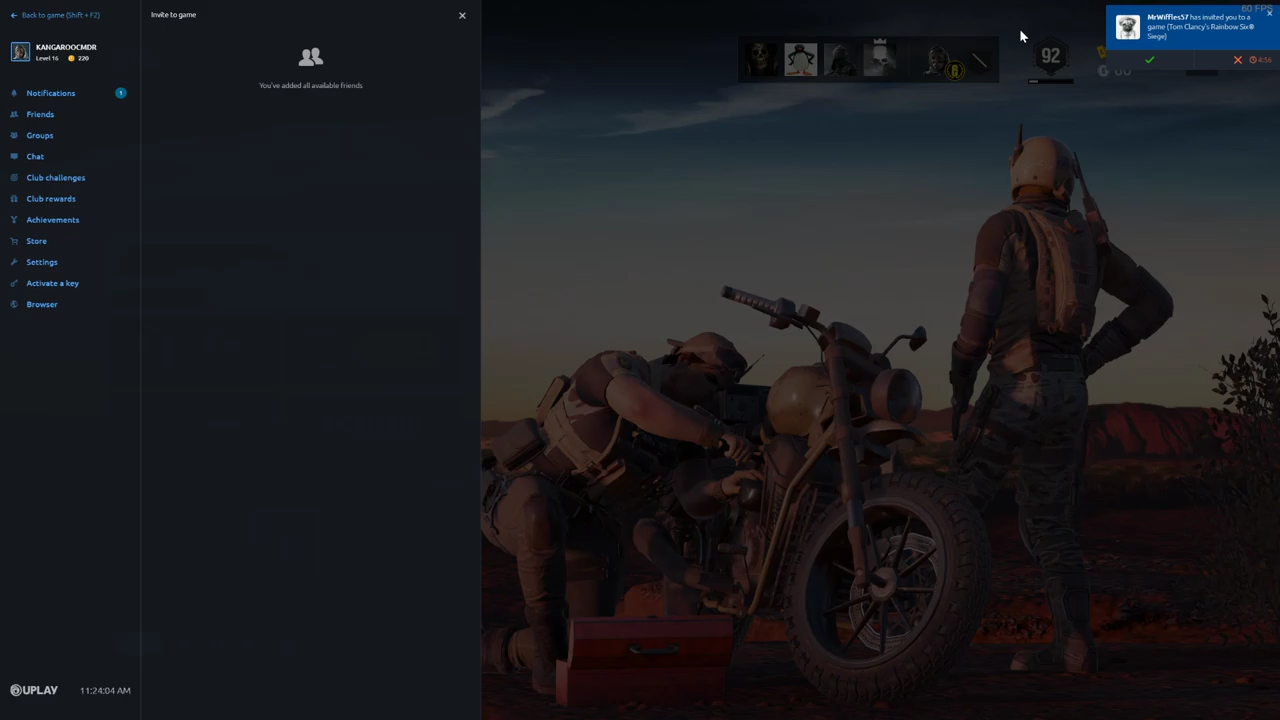 Back to game (Shift + F2)
Invite to game
60 FPS
MrWiffles57 has invited you to a
game (Tom Clancy's Rainbow Six®
Siege)
4:56
KANGAROOCMDR
Level 16
220
92
You've added all available friends
Notifications
1
Friends
Groups
Chat
Club challenges
Club rewards
Achievements
Store
Settings
Activate a key
Browser
UPLAY
11:24:04 AM